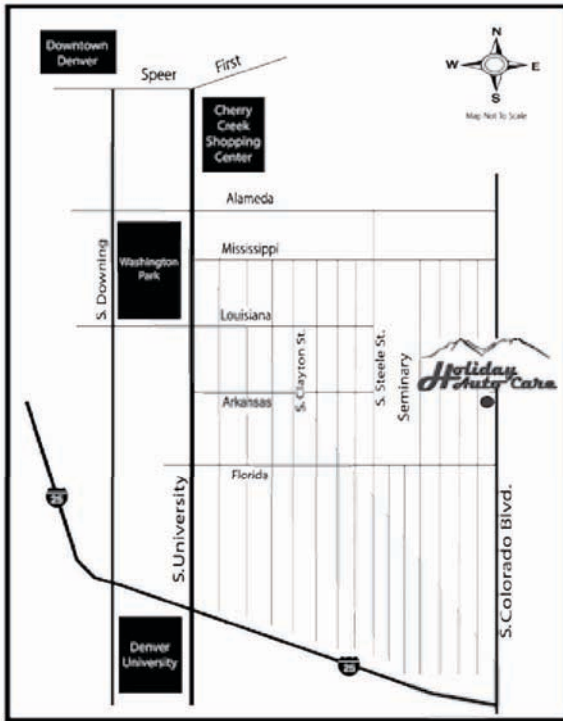 Downtown
Denver
Speer
First
N
W
E
S
Map Not To Scale
Cherry
Creek
Shopping
Center
Alameda
S. Downing
Washington
Park
Mississippi
Louisiana
S. Clayton St.
S. Steele St.
Seminary
Holiday
Auto Care
Arkansas
Florida
25
S.University
S.Colorado Blvd.
Denver
University
25